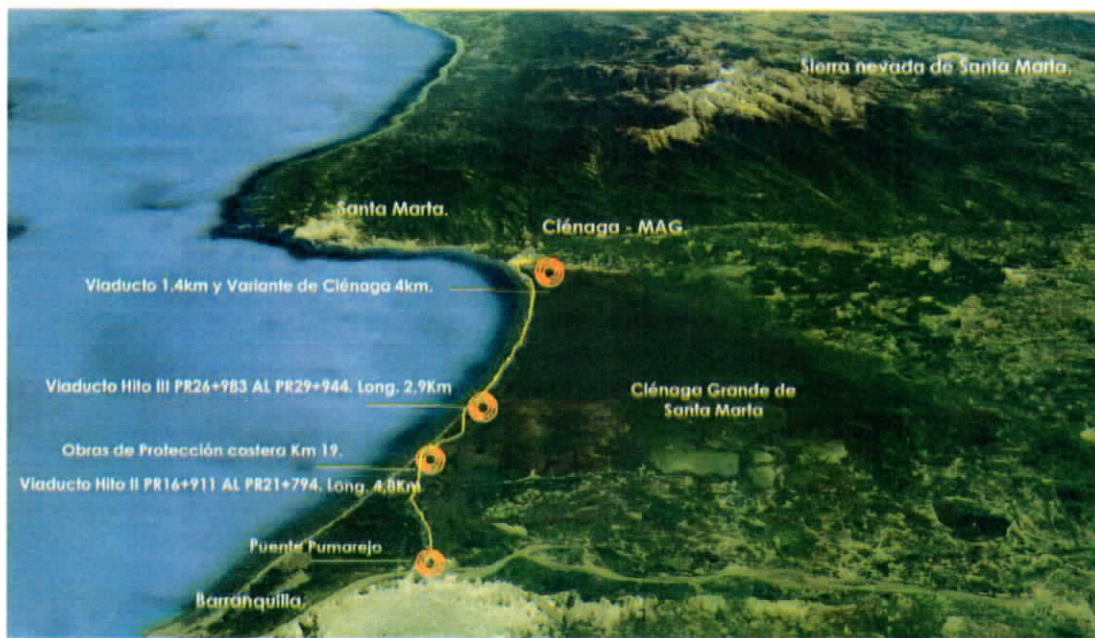 Sierra nevada de Santa Marta.
Santa Marta.
Ciénaga - MAG.
Viaducto 1,4km y Variante de Ciénaga 4km.
Viaducto Hito III PR26+983 AL PR29+944. Long. 2,9Km
Ciénaga Grande de
Santa Marta
Obras de Protección costera Km 19.
Viaducto Hito II PR16+911 AL PR21+794. Long. 4,8Km
Puente Pumarejo
Barranquilla.